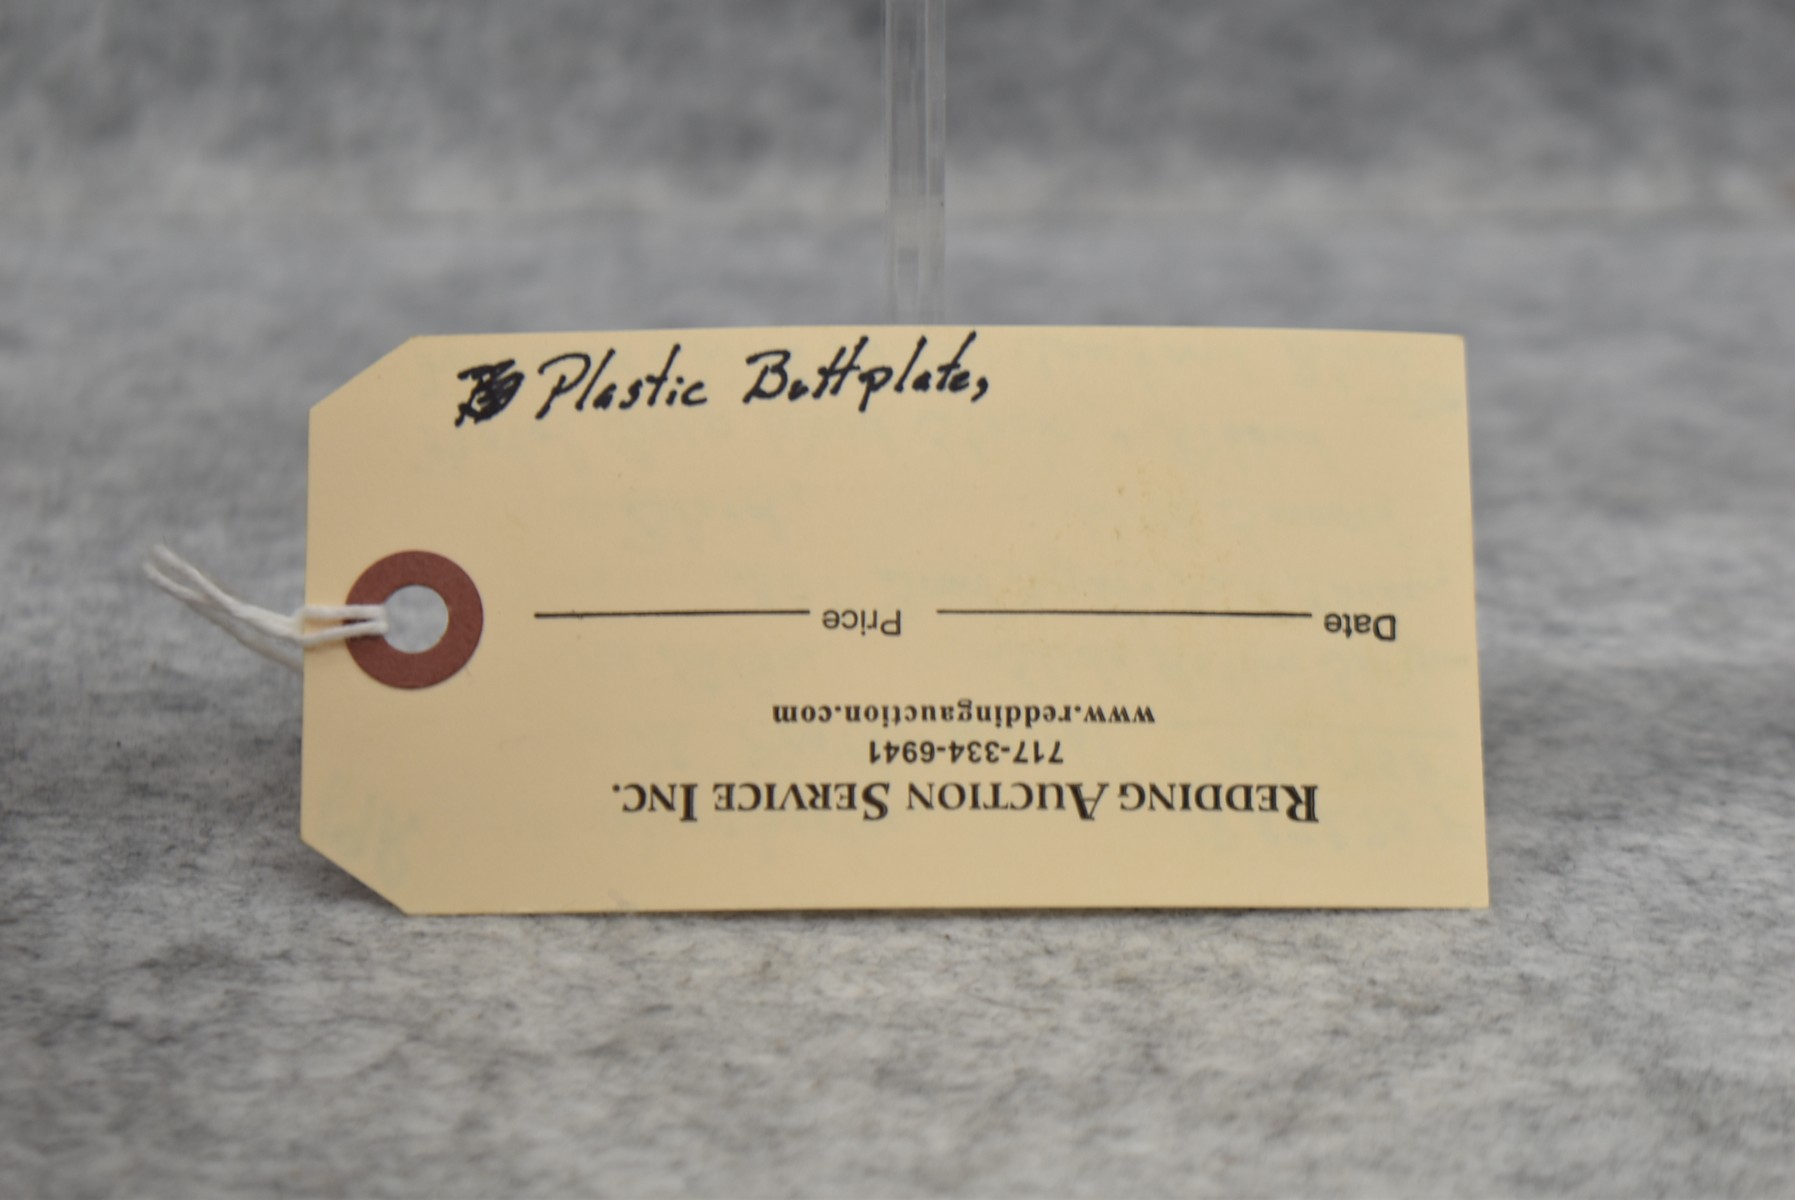 Plastic Buttplate,
REDDING AUCTION SERVICE INC.
717-334-6941
www.reddingauction.com
Date Price